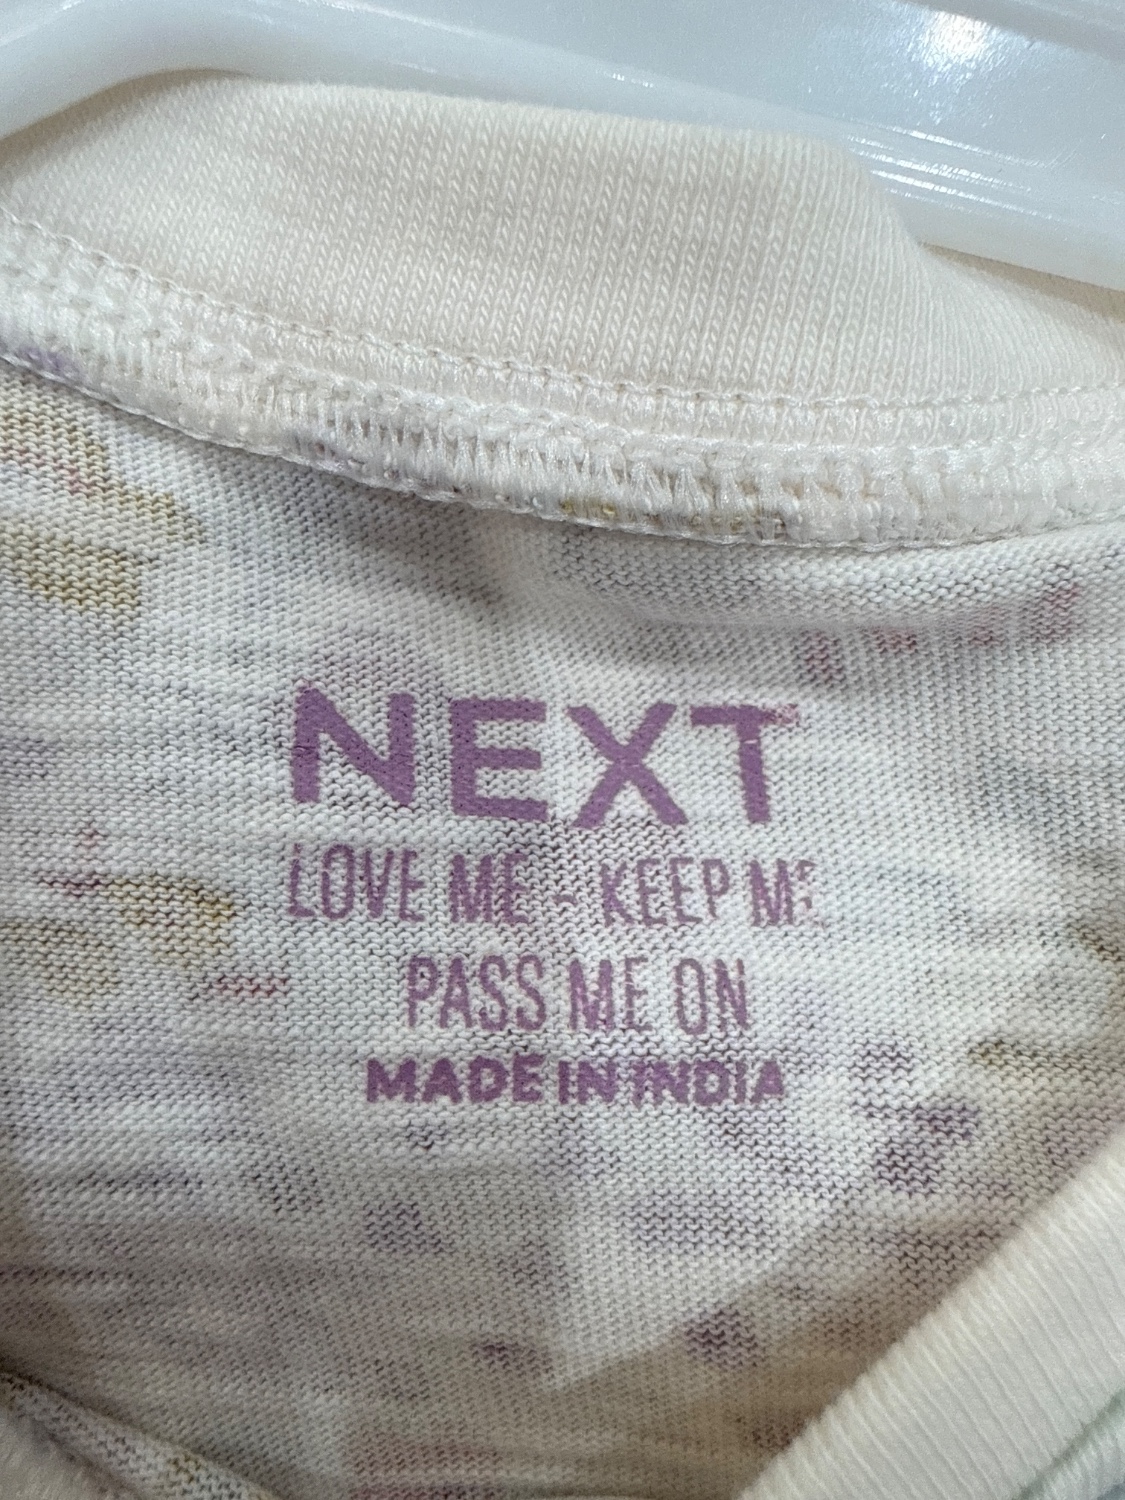 NEXT
LOVE ME - KEEP ME
PASS ME ON
MADE IN INDIA